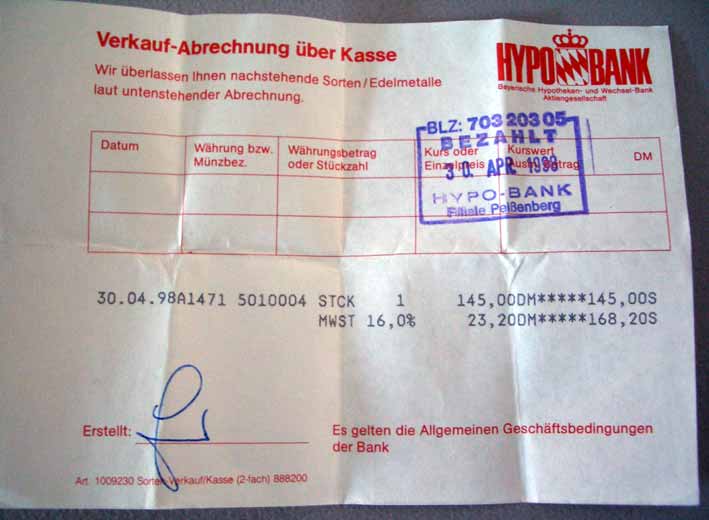 Verkauf-Abrechnung über Kasse
Wir überlassen Ihnen nachstehende Sorten/Edelmetalle
laut untenstehender Abrechnung.
HYPO BANK
Bayerische Hypotheken- und Wechsel-Bank
Aktiengesellschaft
BLZ: 703 203 05
BEZAHLT
30. APR. 1998
HYPO-BANK
Filiale Peißenberg
Datum
Währung bzw.
Münzbez.
Währungsbetrag
oder Stückzahl
Kurs oder
Einzelpreis
Kurswert
DM
30.04.98A1471 5010004 STCK 1 145,00DM*****145,00S
MWST 16,0% 23,20DM*****168,20S
Erstellt:
Es gelten die Allgemeinen Geschäftsbedingungen
der Bank
Art. 1009230 Sorten-Verkauf/Kasse (2-fach) 888200